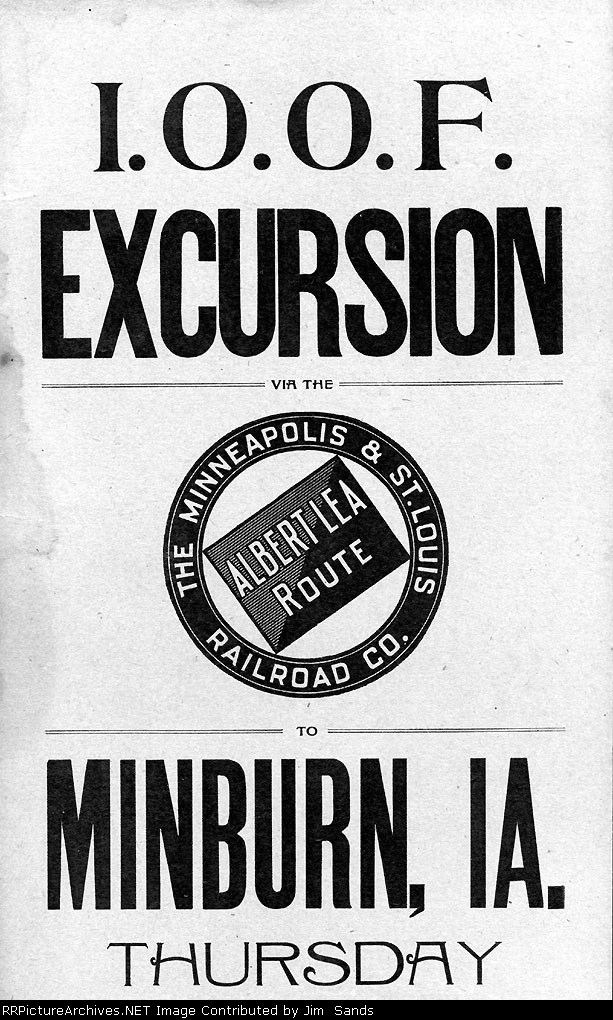 I.O.O.F.
EXCURSION
VIA THE
THE MINNEAPOLIS & ST. LOUIS
RAILROAD CO.
ALBERT LEA
ROUTE
TO
MINBURN, IA.
THURSDAY
RRPictureArchives.NET Image Contributed by Jim Sands